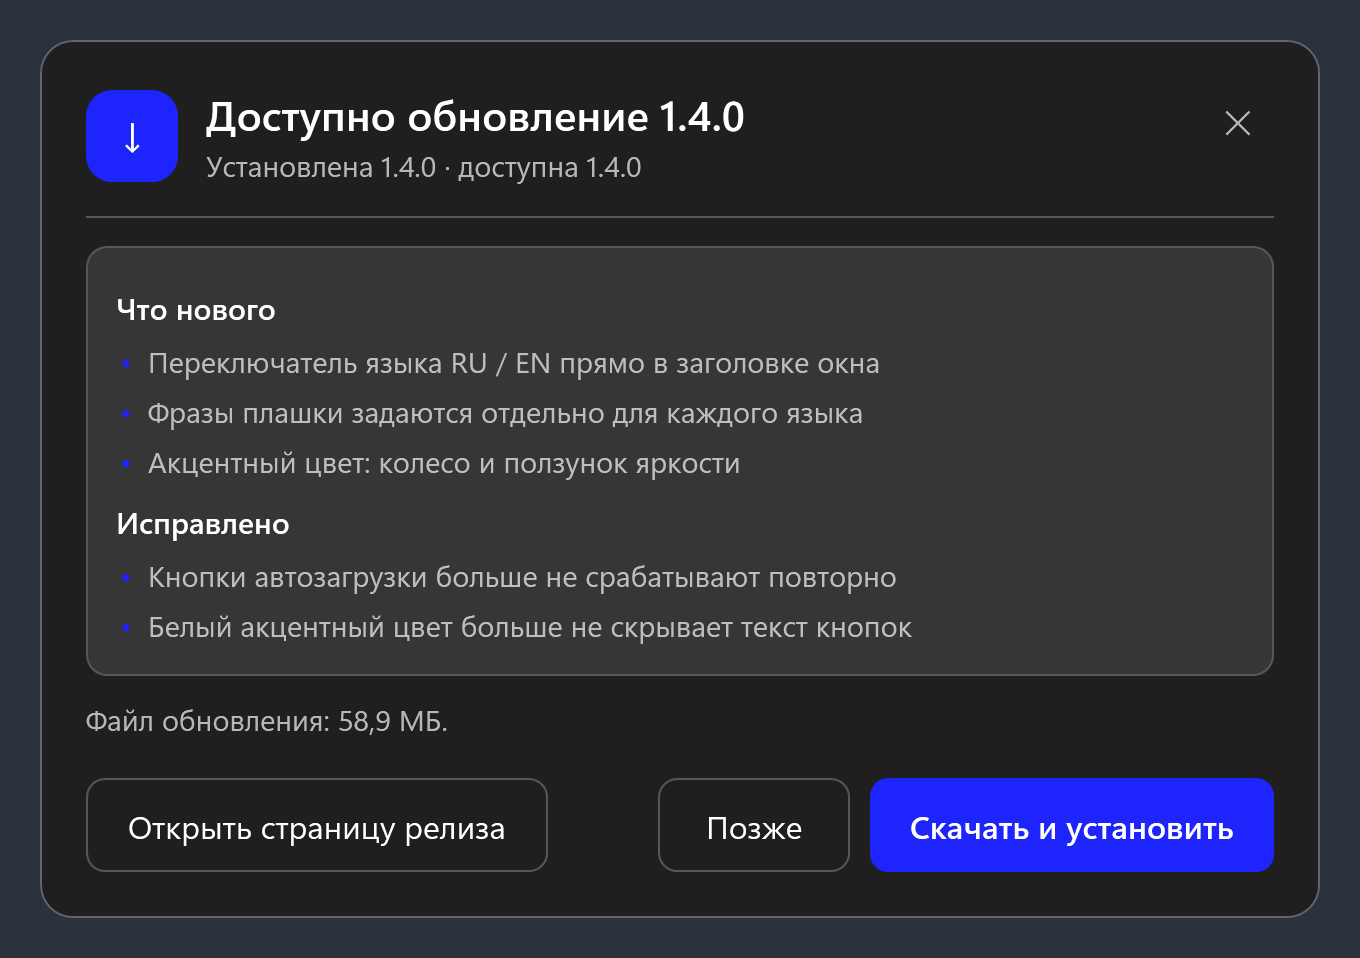 Доступно обновление 1.4.0
Установлена 1.4.0 · доступна 1.4.0
Что нового
• Переключатель языка RU / EN прямо в заголовке окна
• Фразы плашки задаются отдельно для каждого языка
• Акцентный цвет: колесо и ползунок яркости
Исправлено
• Кнопки автозагрузки больше не срабатывают повторно
• Белый акцентный цвет больше не скрывает текст кнопок
Файл обновления: 58,9 МБ.
Открыть страницу релиза
Позже
Скачать и установить